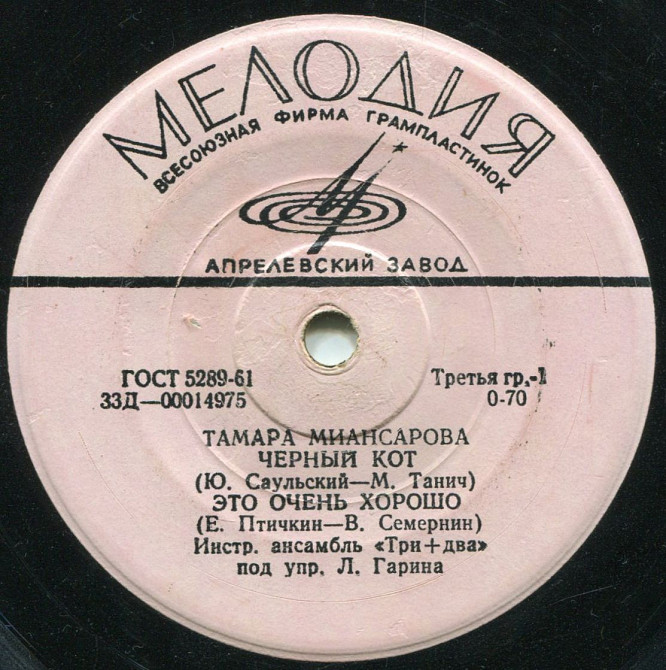 МЕЛОДИЯ
ВСЕСОЮЗНАЯ ФИРМА ГРАМПЛАСТИНОК
АПРЕЛЕВСКИЙ ЗАВОД
ГОСТ 5289-61 Третья гр.-1
33Д—00014975 0-70
ТАМАРА МИАНСАРОВА
ЧЕРНЫЙ КОТ
(Ю. Саульский—М. Танич)
ЭТО ОЧЕНЬ ХОРОШО
(Е. Птичкин—В. Семернин)
Инстр. ансамбль «Три+два»
под упр. Л. Гарина